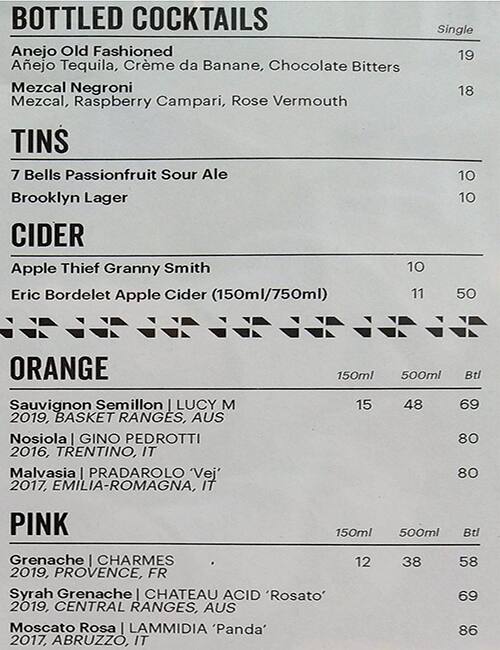 BOTTLED COCKTAILS
Single
Anejo Old Fashioned 19
Añejo Tequila, Crème da Banane, Chocolate Bitters
Mezcal Negroni 18
Mezcal, Raspberry Campari, Rose Vermouth
TINS
7 Bells Passionfruit Sour Ale 10
Brooklyn Lager 10
CIDER
Apple Thief Granny Smith 10
Eric Bordelet Apple Cider (150ml/750ml) 11 50
ORANGE 150ml 500ml Btl
Sauvignon Semillon | LUCY M 15 48 69
2019, BASKET RANGES, AUS
Nosiola | GINO PEDROTTI 80
2016, TRENTINO, IT
Malvasia | PRADAROLO 'Vej' 80
2017, EMILIA-ROMAGNA, IT
PINK 150ml 500ml Btl
Grenache | CHARMES 12 38 58
2019, PROVENCE, FR
Syrah Grenache | CHATEAU ACID 'Rosato' 69
2019, CENTRAL RANGES, AUS
Moscato Rosa | LAMMIDIA 'Panda' 86
2017, ABRUZZO, IT